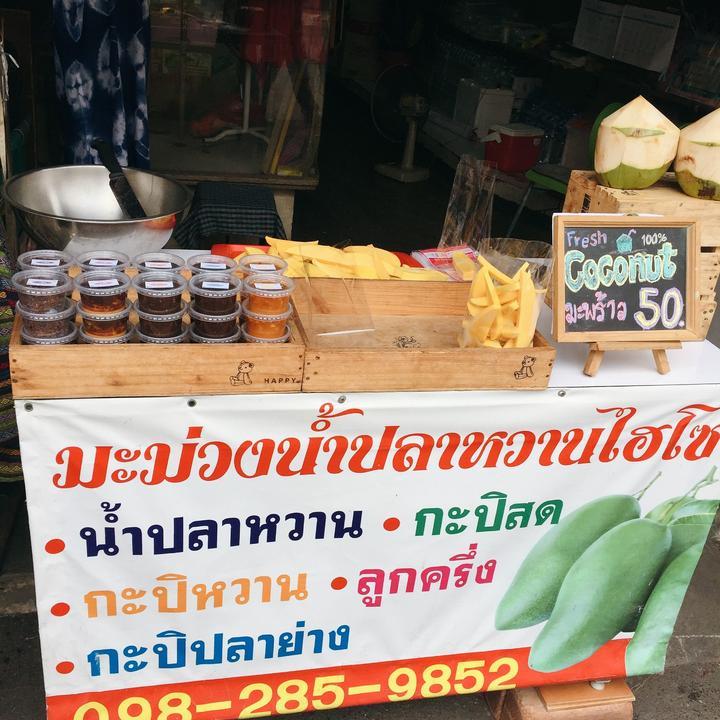 Fresh 100%
Coconut
มะพร้าว 50.
HAPPY
มะม่วงน้ำปลาหวานไฮโซ
• น้ำปลาหวาน • กะปิสด
• กะปิหวาน • ลูกครึ่ง
• กะปิปลาย่าง
098-285-9852